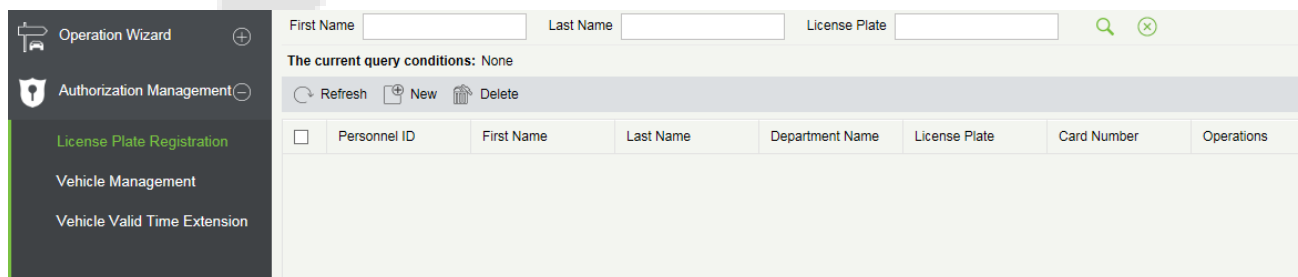 Operation Wizard
Authorization Management
License Plate Registration
Vehicle Management
Vehicle Valid Time Extension
First Name Last Name License Plate
The current query conditions: None
Refresh New Delete
Personnel ID First Name Last Name Department Name License Plate Card Number Operations